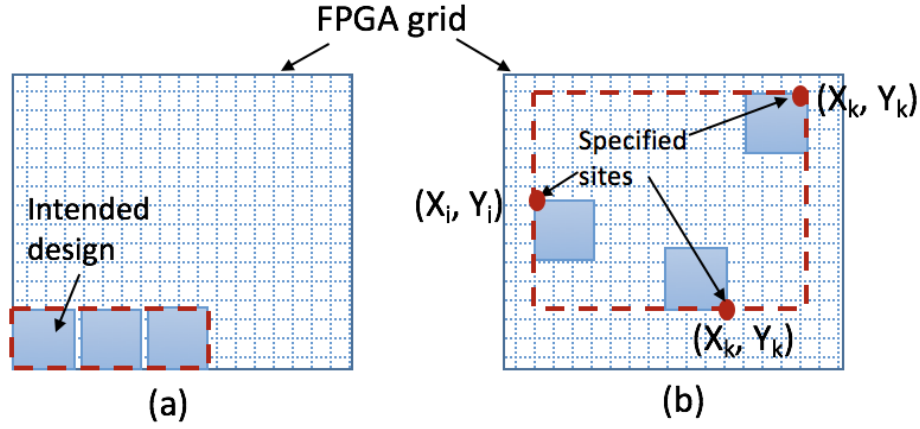 FPGA grid
Intended
design
(a)
(X_k, Y_k)
Specified
sites
(X_i, Y_i)
(X_k, Y_k)
(b)